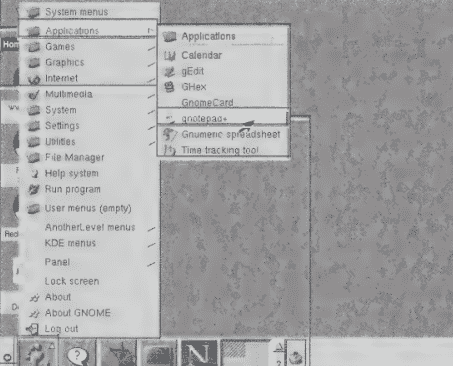 System menus
Applications
Games
Graphics
Internet
Multimedia
System
Settings
Utilities
File Manager
Help system
Run program
User menus (empty)
AnotherLevel menus
KDE menus
Panel
Lock screen
About
About GNOME
Log out
Applications
Calendar
gEdit
GHex
GnomeCard
gnotepad+
Gnumeric spreadsheet
Time tracking tool
Hom
N
?